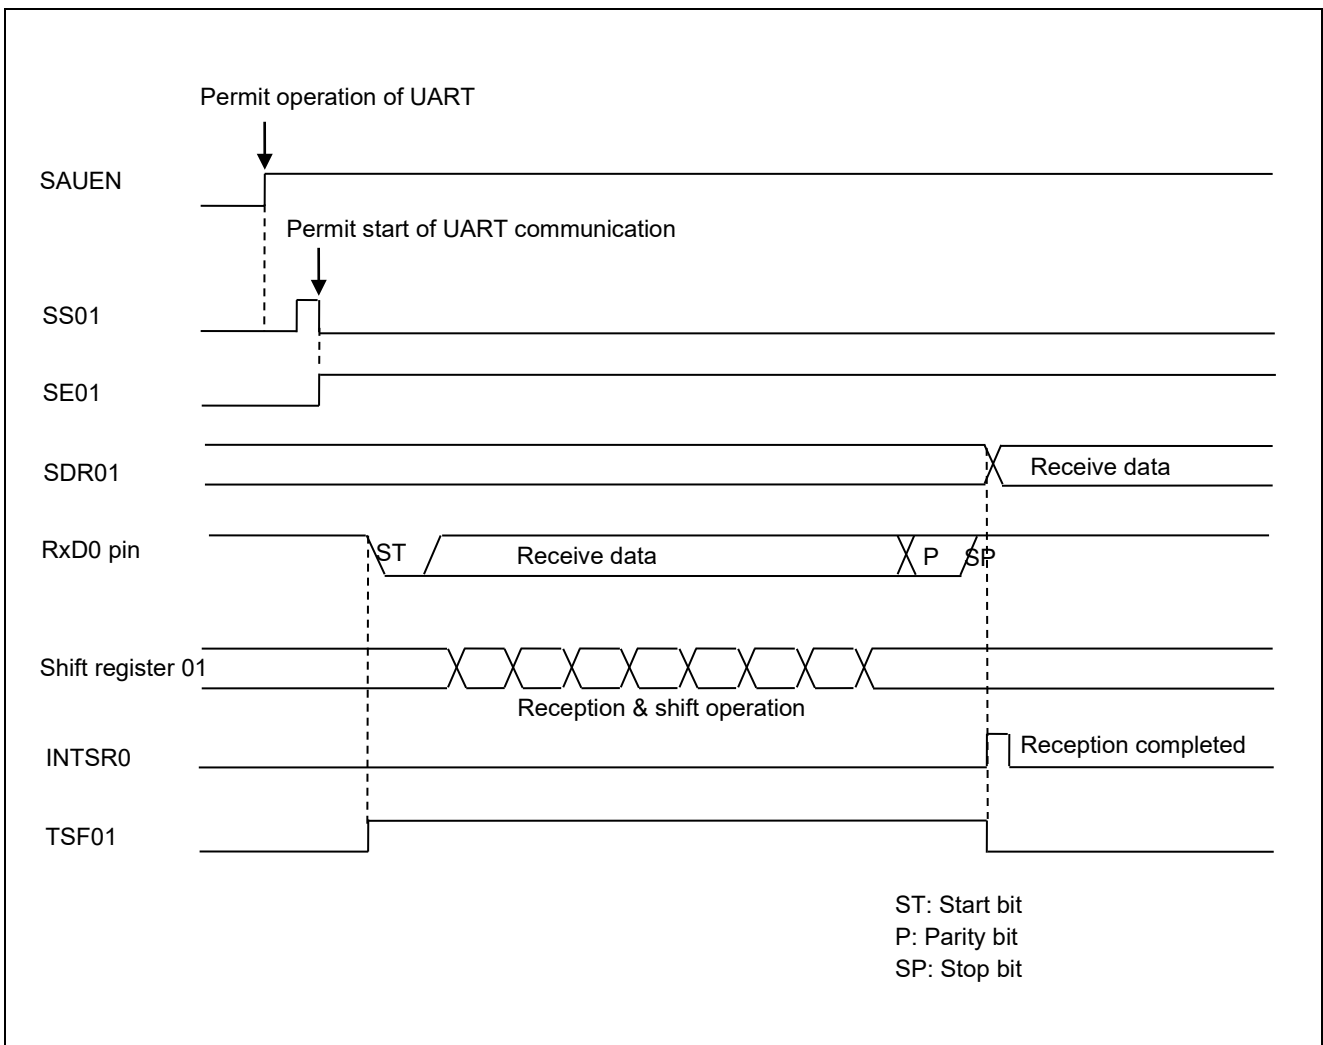 Permit operation of UART
SAUEN
Permit start of UART communication
SS01
SE01
SDR01
Receive data
RxD0 pin
ST
Receive data
P
SP
Shift register 01
Reception & shift operation
INTSR0
Reception completed
TSF01
ST: Start bit
P: Parity bit
SP: Stop bit